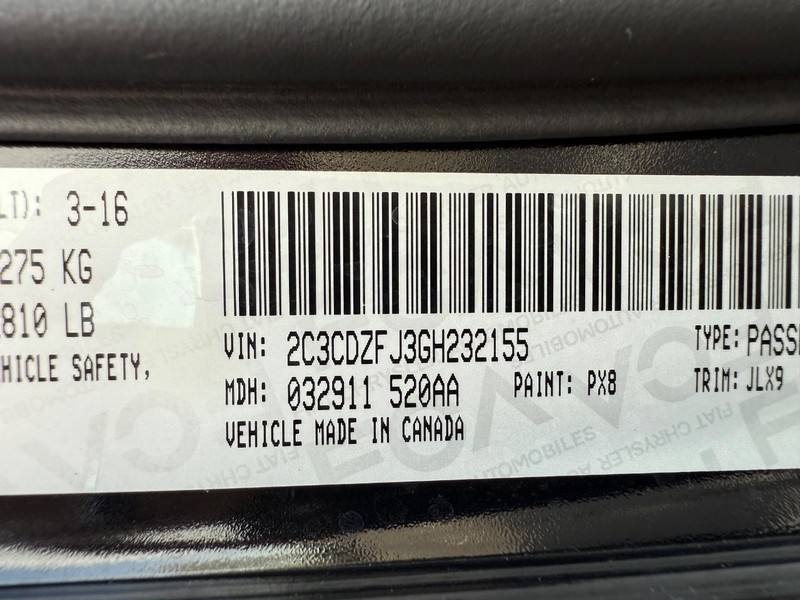 LT): 3-16
275 KG
810 LB
HICLE SAFETY,
VIN: 2C3CDZFJ3GH232155
TYPE: PASS
MDH: 032911 520AA PAINT: PX8 TRIM: JLX9
VEHICLE MADE IN CANADA